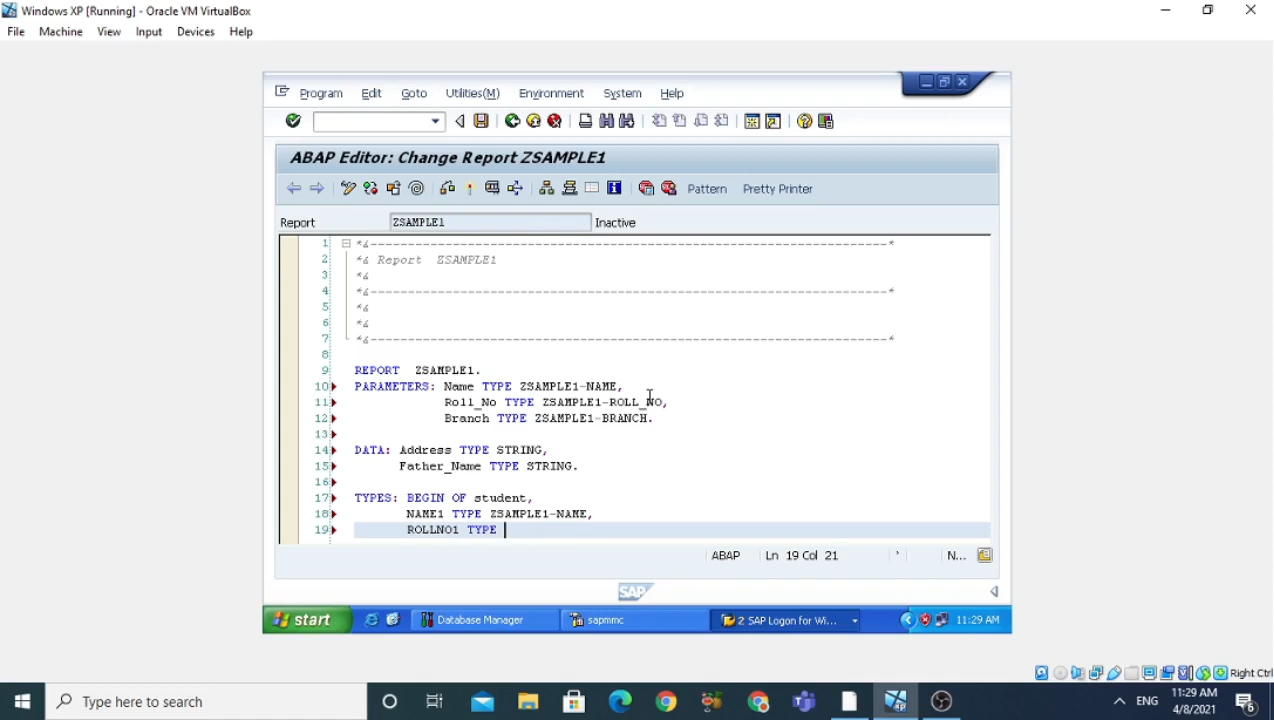 Windows XP [Running] - Oracle VM VirtualBox
File Machine View Input Devices Help
Program Edit Goto Utilities(M) Environment System Help
ABAP Editor: Change Report ZSAMPLE1
Pattern Pretty Printer
Report ZSAMPLE1 Inactive
1 *&---------------------------------------------------------------------*
2 *& Report ZSAMPLE1
3 *&
4 *&---------------------------------------------------------------------*
5 *&
6 *&
7 *&---------------------------------------------------------------------*
8
9 REPORT ZSAMPLE1.
10 PARAMETERS: Name TYPE ZSAMPLE1-NAME,
11 Roll_No TYPE ZSAMPLE1-ROLL_NO,
12 Branch TYPE ZSAMPLE1-BRANCH.
13
14 DATA: Address TYPE STRING,
15 Father_Name TYPE STRING.
16
17 TYPES: BEGIN OF student,
18 NAME1 TYPE ZSAMPLE1-NAME,
19 ROLLNO1 TYPE
ABAP Ln 19 Col 21 N...
SAP
start Database Manager sapmmc 2 SAP Logon for Wi... 11:29 AM
Right Ctrl
Type here to search ENG 11:29 AM
4/8/2021 6